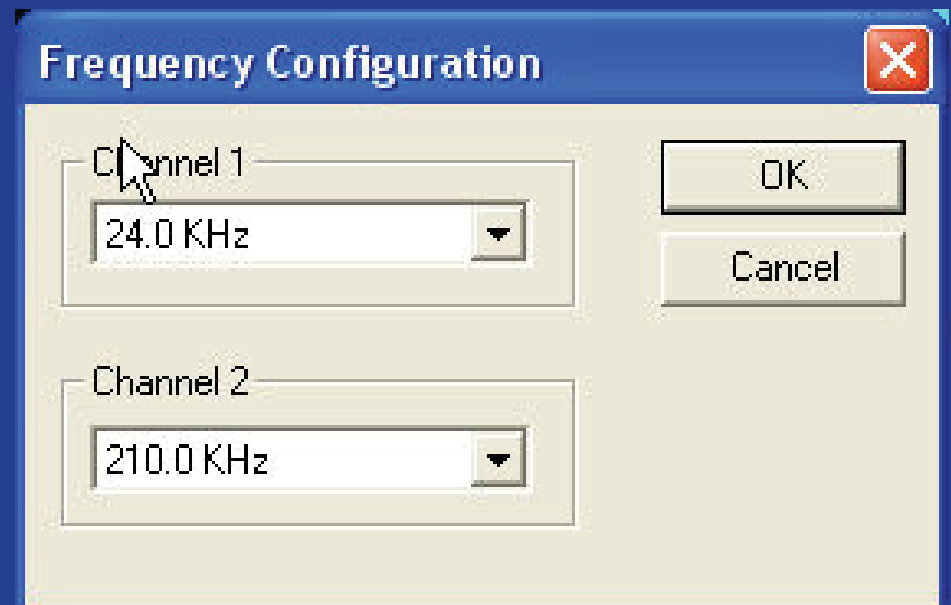 Frequency Configuration
Channel 1
24.0 KHz
OK
Cancel
Channel 2
210.0 KHz